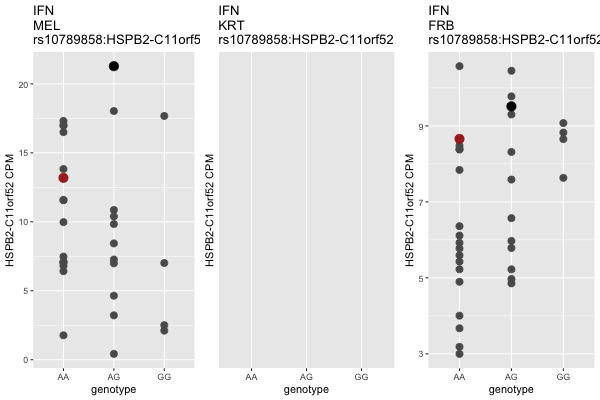 IFN
MEL
rs10789858:HSPB2-C11orf5
HSPB2-C11orf52 CPM
20
15
10
5
0
AA AG GG
genotype
IFN
KRT
rs10789858:HSPB2-C11orf52
HSPB2-C11orf52 CPM
AA AG GG
genotype
IFN
FRB
rs10789858:HSPB2-C11orf52
HSPB2-C11orf52 CPM
9
7
5
3
AA AG GG
genotype